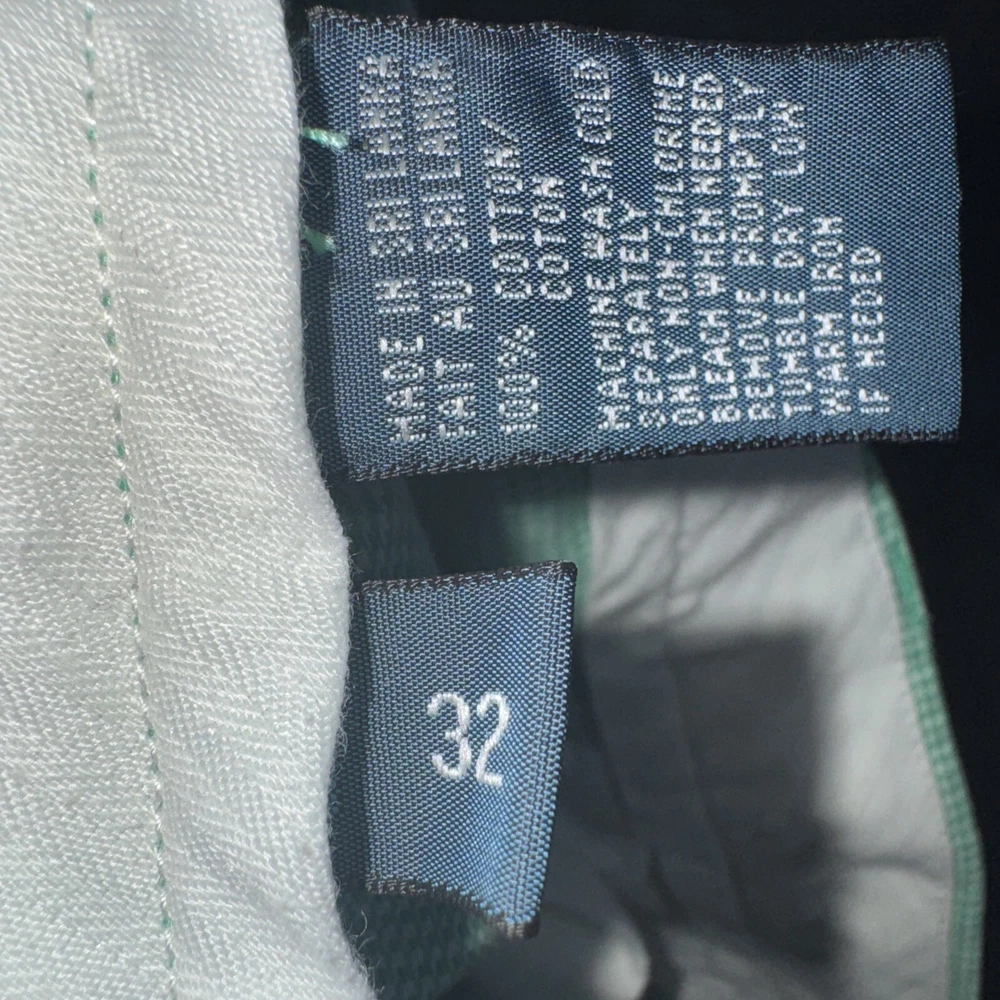 MADE IN SRI LANKA
FAIT AU SRI LANKA
100% COTTON/
COTON
MACHINE WASH COLD
SEPARATELY
ONLY NON-CHLORINE
BLEACH WHEN NEEDED
REMOVE PROMPTLY
TUMBLE DRY LOW
WARM IRON
IF NEEDED
32